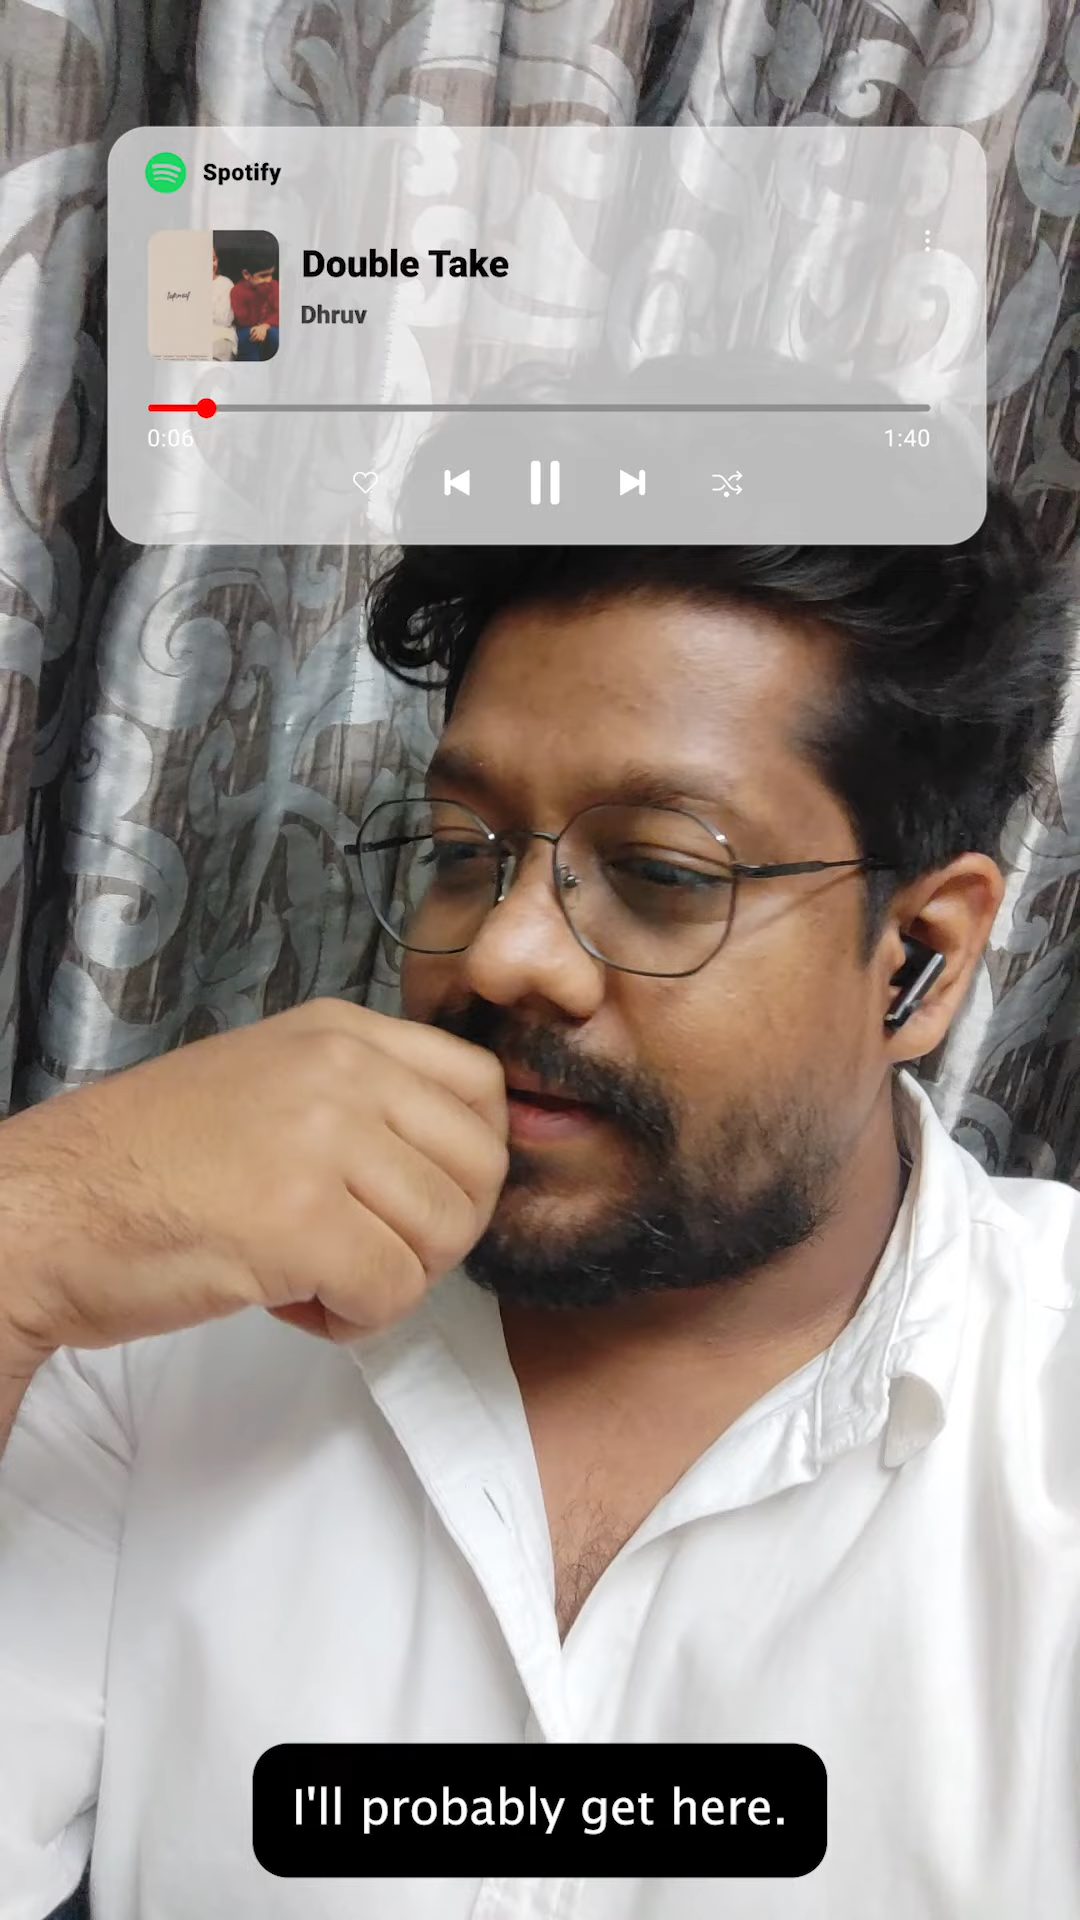 Spotify
Double Take
Dhruv
0:06
1:40
I'll probably get here.